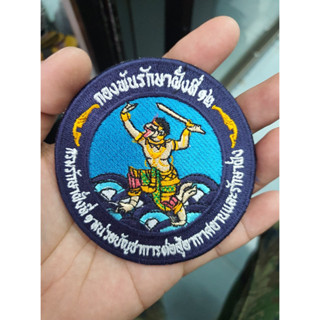 กองพันรักษาฝั่งที่ ๑๒
กรมรักษาฝั่งที่ ๑ หน่วยบัญชาการต่อสู้อากาศยานและรักษาฝั่ง